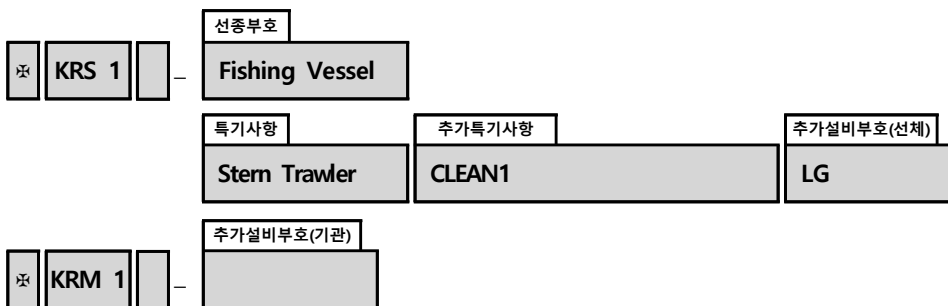 선종부호
✠ KRS 1 – Fishing Vessel
특기사항 추가특기사항 추가설비부호(선체)
Stern Trawler CLEAN1 LG
추가설비부호(기관)
✠ KRM 1 –